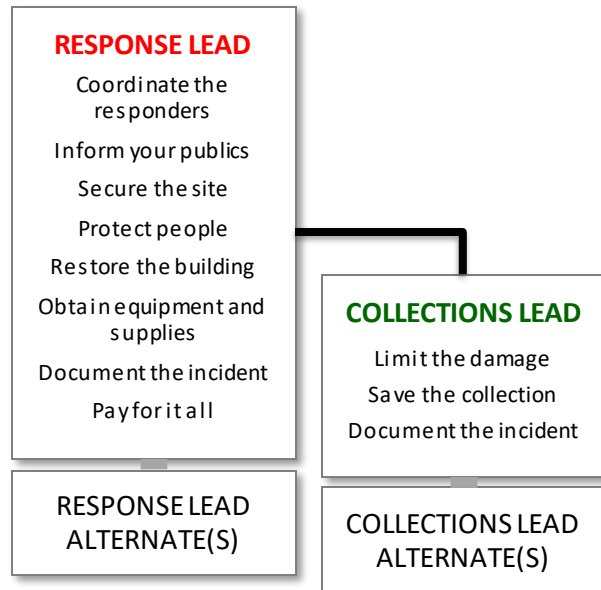 RESPONSE LEAD
Coordinate the
responders
Inform your publics
Secure the site
Protect people
Restore the building
Obtain equipment and
supplies
Document the incident
Pay for it all
RESPONSE LEAD
ALTERNATE(S)
COLLECTIONS LEAD
Limit the damage
Save the collection
Document the incident
COLLECTIONS LEAD
ALTERNATE(S)